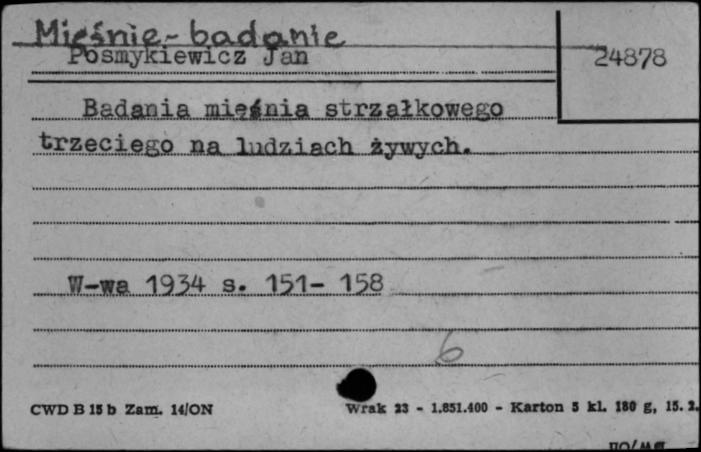 Mięśnie - badanie
Posmykiewicz Jan
24878
Badania mięśnia strzałkowego
trzeciego na ludziach żywych.
W-wa 1934 s. 151- 158
6
CWD B 15 b Zam. 14/ON
Wrak 23 - 1.851.400 - Karton 5 kl. 180 g, 15. 2.